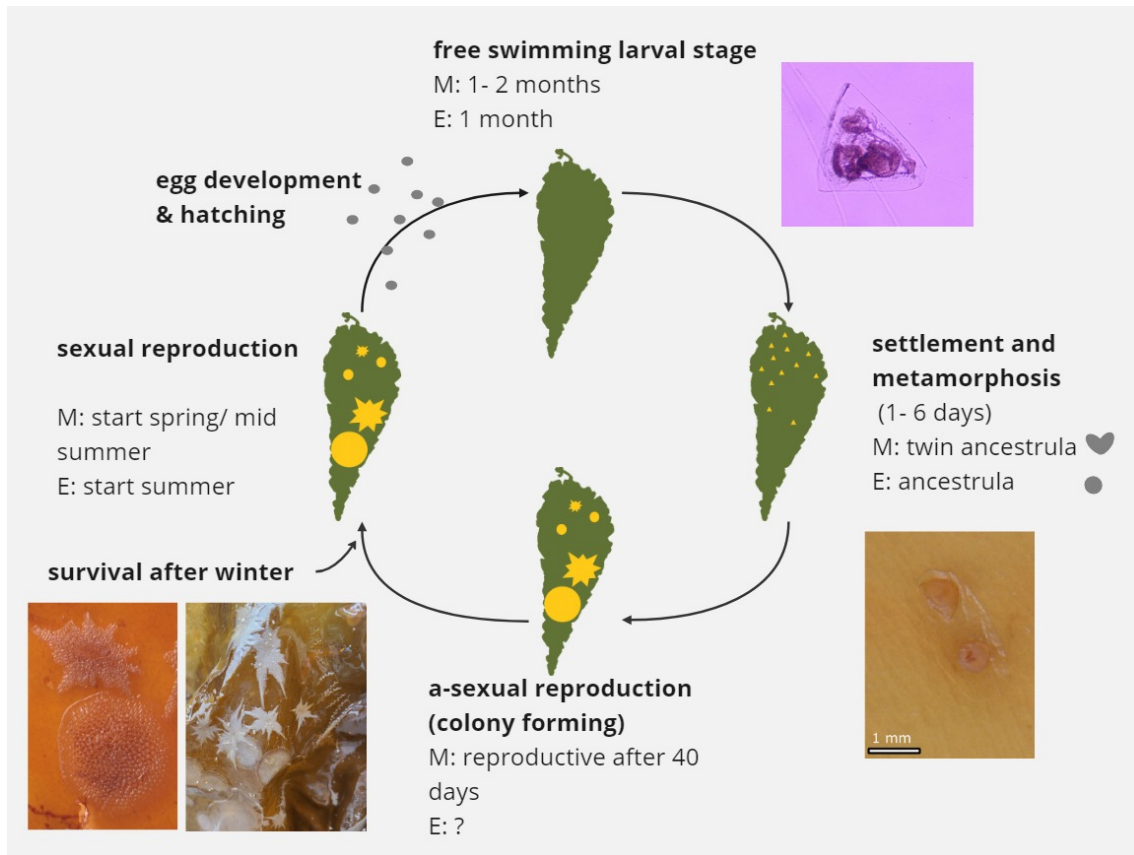 free swimming larval stage
M: 1- 2 months
E: 1 month
egg development
& hatching
sexual reproduction
M: start spring/ mid
summer
E: start summer
settlement and
metamorphosis
(1- 6 days)
M: twin ancestrula
E: ancestrula
survival after winter
a-sexual reproduction
(colony forming)
M: reproductive after 40
days
E: ?
1 mm